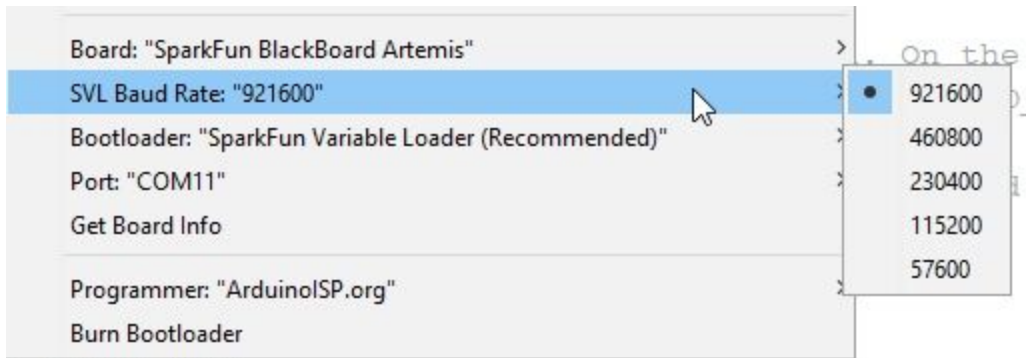 Board: "SparkFun BlackBoard Artemis"
SVL Baud Rate: "921600"
Bootloader: "SparkFun Variable Loader (Recommended)"
Port: "COM11"
Get Board Info
Programmer: "ArduinoISP.org"
Burn Bootloader
921600
460800
230400
115200
57600
. On the